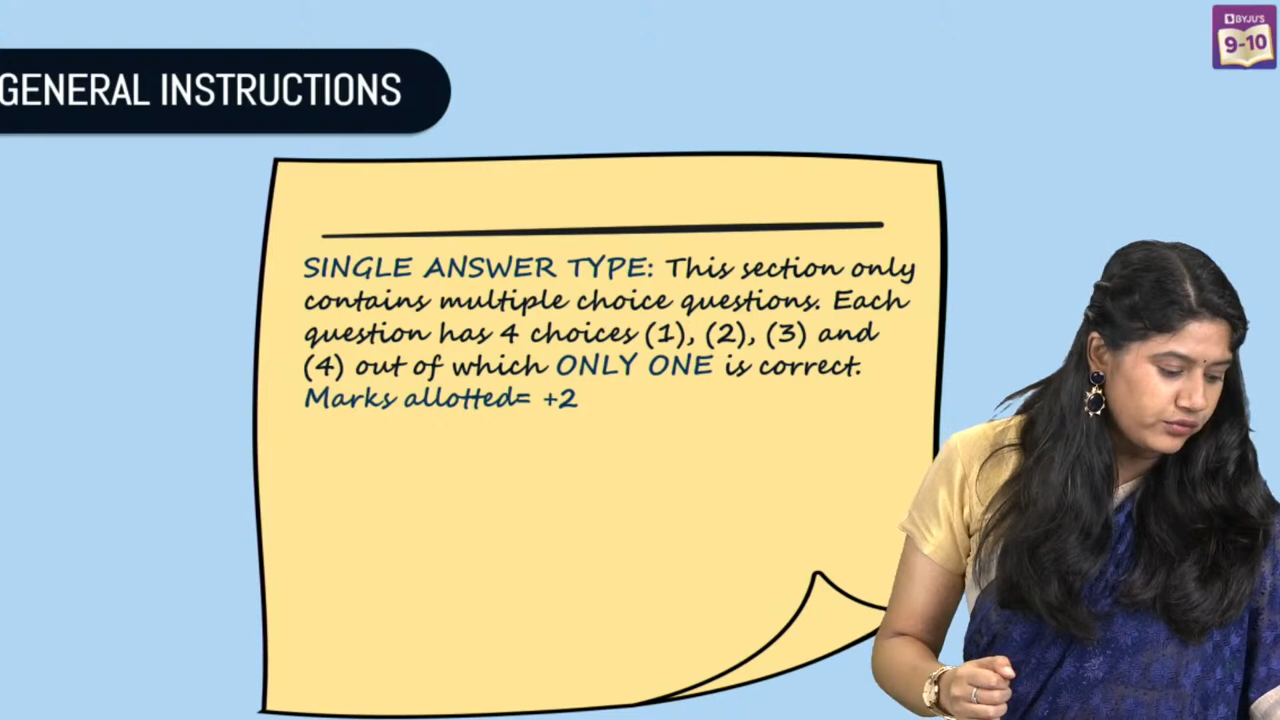 BYJU'S
9-10
GENERAL INSTRUCTIONS
SINGLE ANSWER TYPE: This section only
contains multiple choice questions. Each
question has 4 choices (1), (2), (3) and
(4) out of which ONLY ONE is correct.
Marks allotted= +2